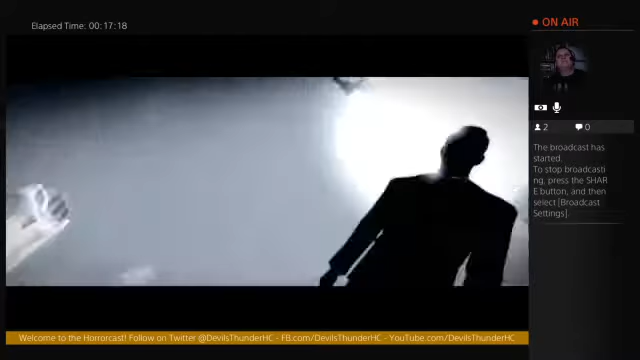 Elapsed Time: 00:17:18
ON AIR
2
0
The broadcast has
started.
To stop broadcasti
ng, press the SHAR
E button, and then
select [Broadcast
Settings].
Welcome to the Horrorcast! Follow on Twitter @DevilsThunderHC - FB.com/DevilsThunderHC - YouTube.com/DevilsThunderHC